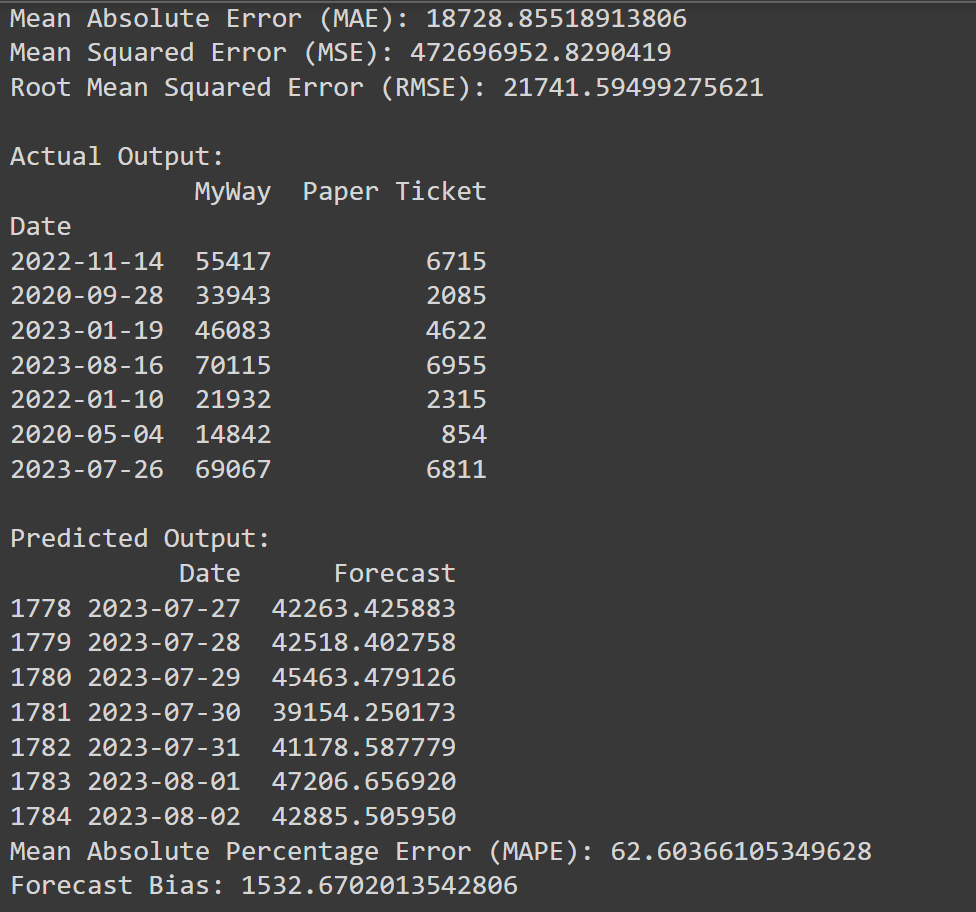 Mean Absolute Error (MAE): 18728.85518913806
Mean Squared Error (MSE): 472696952.8290419
Root Mean Squared Error (RMSE): 21741.59499275621
Actual Output:
MyWay Paper Ticket
Date
2022-11-14 55417 6715
2020-09-28 33943 2085
2023-01-19 46083 4622
2023-08-16 70115 6955
2022-01-10 21932 2315
2020-05-04 14842 854
2023-07-26 69067 6811
Predicted Output:
Date Forecast
1778 2023-07-27 42263.425883
1779 2023-07-28 42518.402758
1780 2023-07-29 45463.479126
1781 2023-07-30 39154.250173
1782 2023-07-31 41178.587779
1783 2023-08-01 47206.656920
1784 2023-08-02 42885.505950
Mean Absolute Percentage Error (MAPE): 62.60366105349628
Forecast Bias: 1532.6702013542806